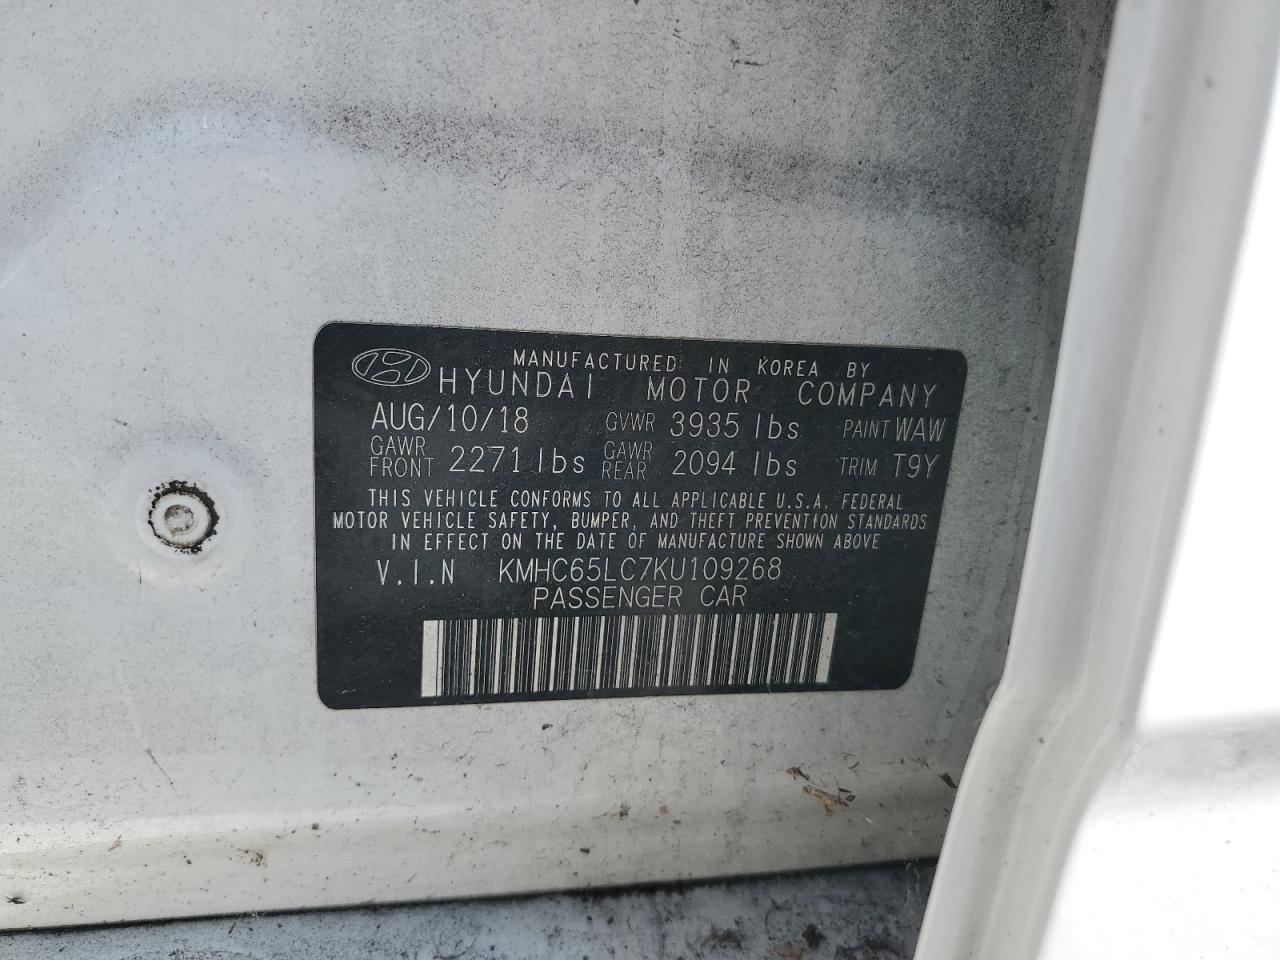 MANUFACTURED IN KOREA BY
HYUNDAI MOTOR COMPANY
AUG/10/18 GVWR 3935 lbs PAINT WAW
GAWR FRONT 2271 lbs GAWR REAR 2094 lbs TRIM T9Y
THIS VEHICLE CONFORMS TO ALL APPLICABLE U.S.A. FEDERAL
MOTOR VEHICLE SAFETY, BUMPER, AND THEFT PREVENTION STANDARDS
IN EFFECT ON THE DATE OF MANUFACTURE SHOWN ABOVE
V.I.N KMHC65LC7KU109268
PASSENGER CAR